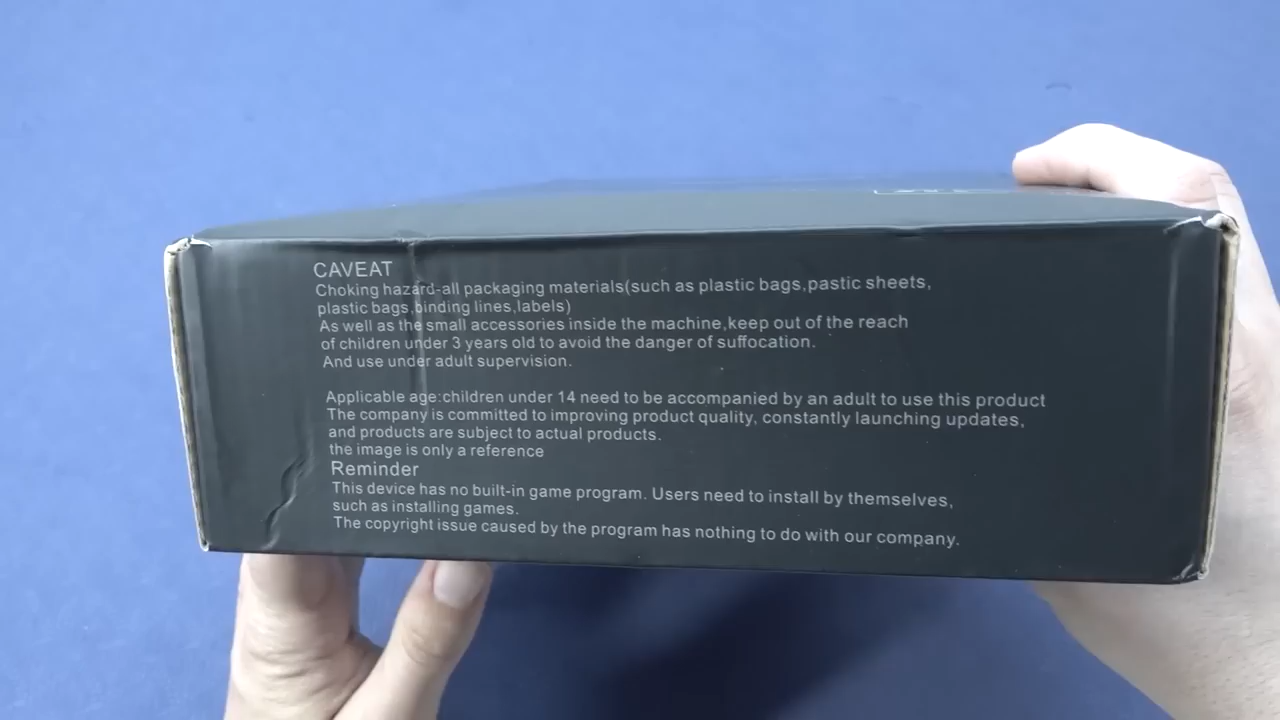 CAVEAT
Choking hazard-all packaging materials(such as plastic bags,pastic sheets,
plastic bags,binding lines,labels)
As well as the small accessories inside the machine,keep out of the reach
of children under 3 years old to avoid the danger of suffocation.
And use under adult supervision.
Applicable age:children under 14 need to be accompanied by an adult to use this product
The company is committed to improving product quality, constantly launching updates,
and products are subject to actual products.
the image is only a reference
Reminder
This device has no built-in game program. Users need to install by themselves,
such as installing games.
The copyright issue caused by the program has nothing to do with our company.